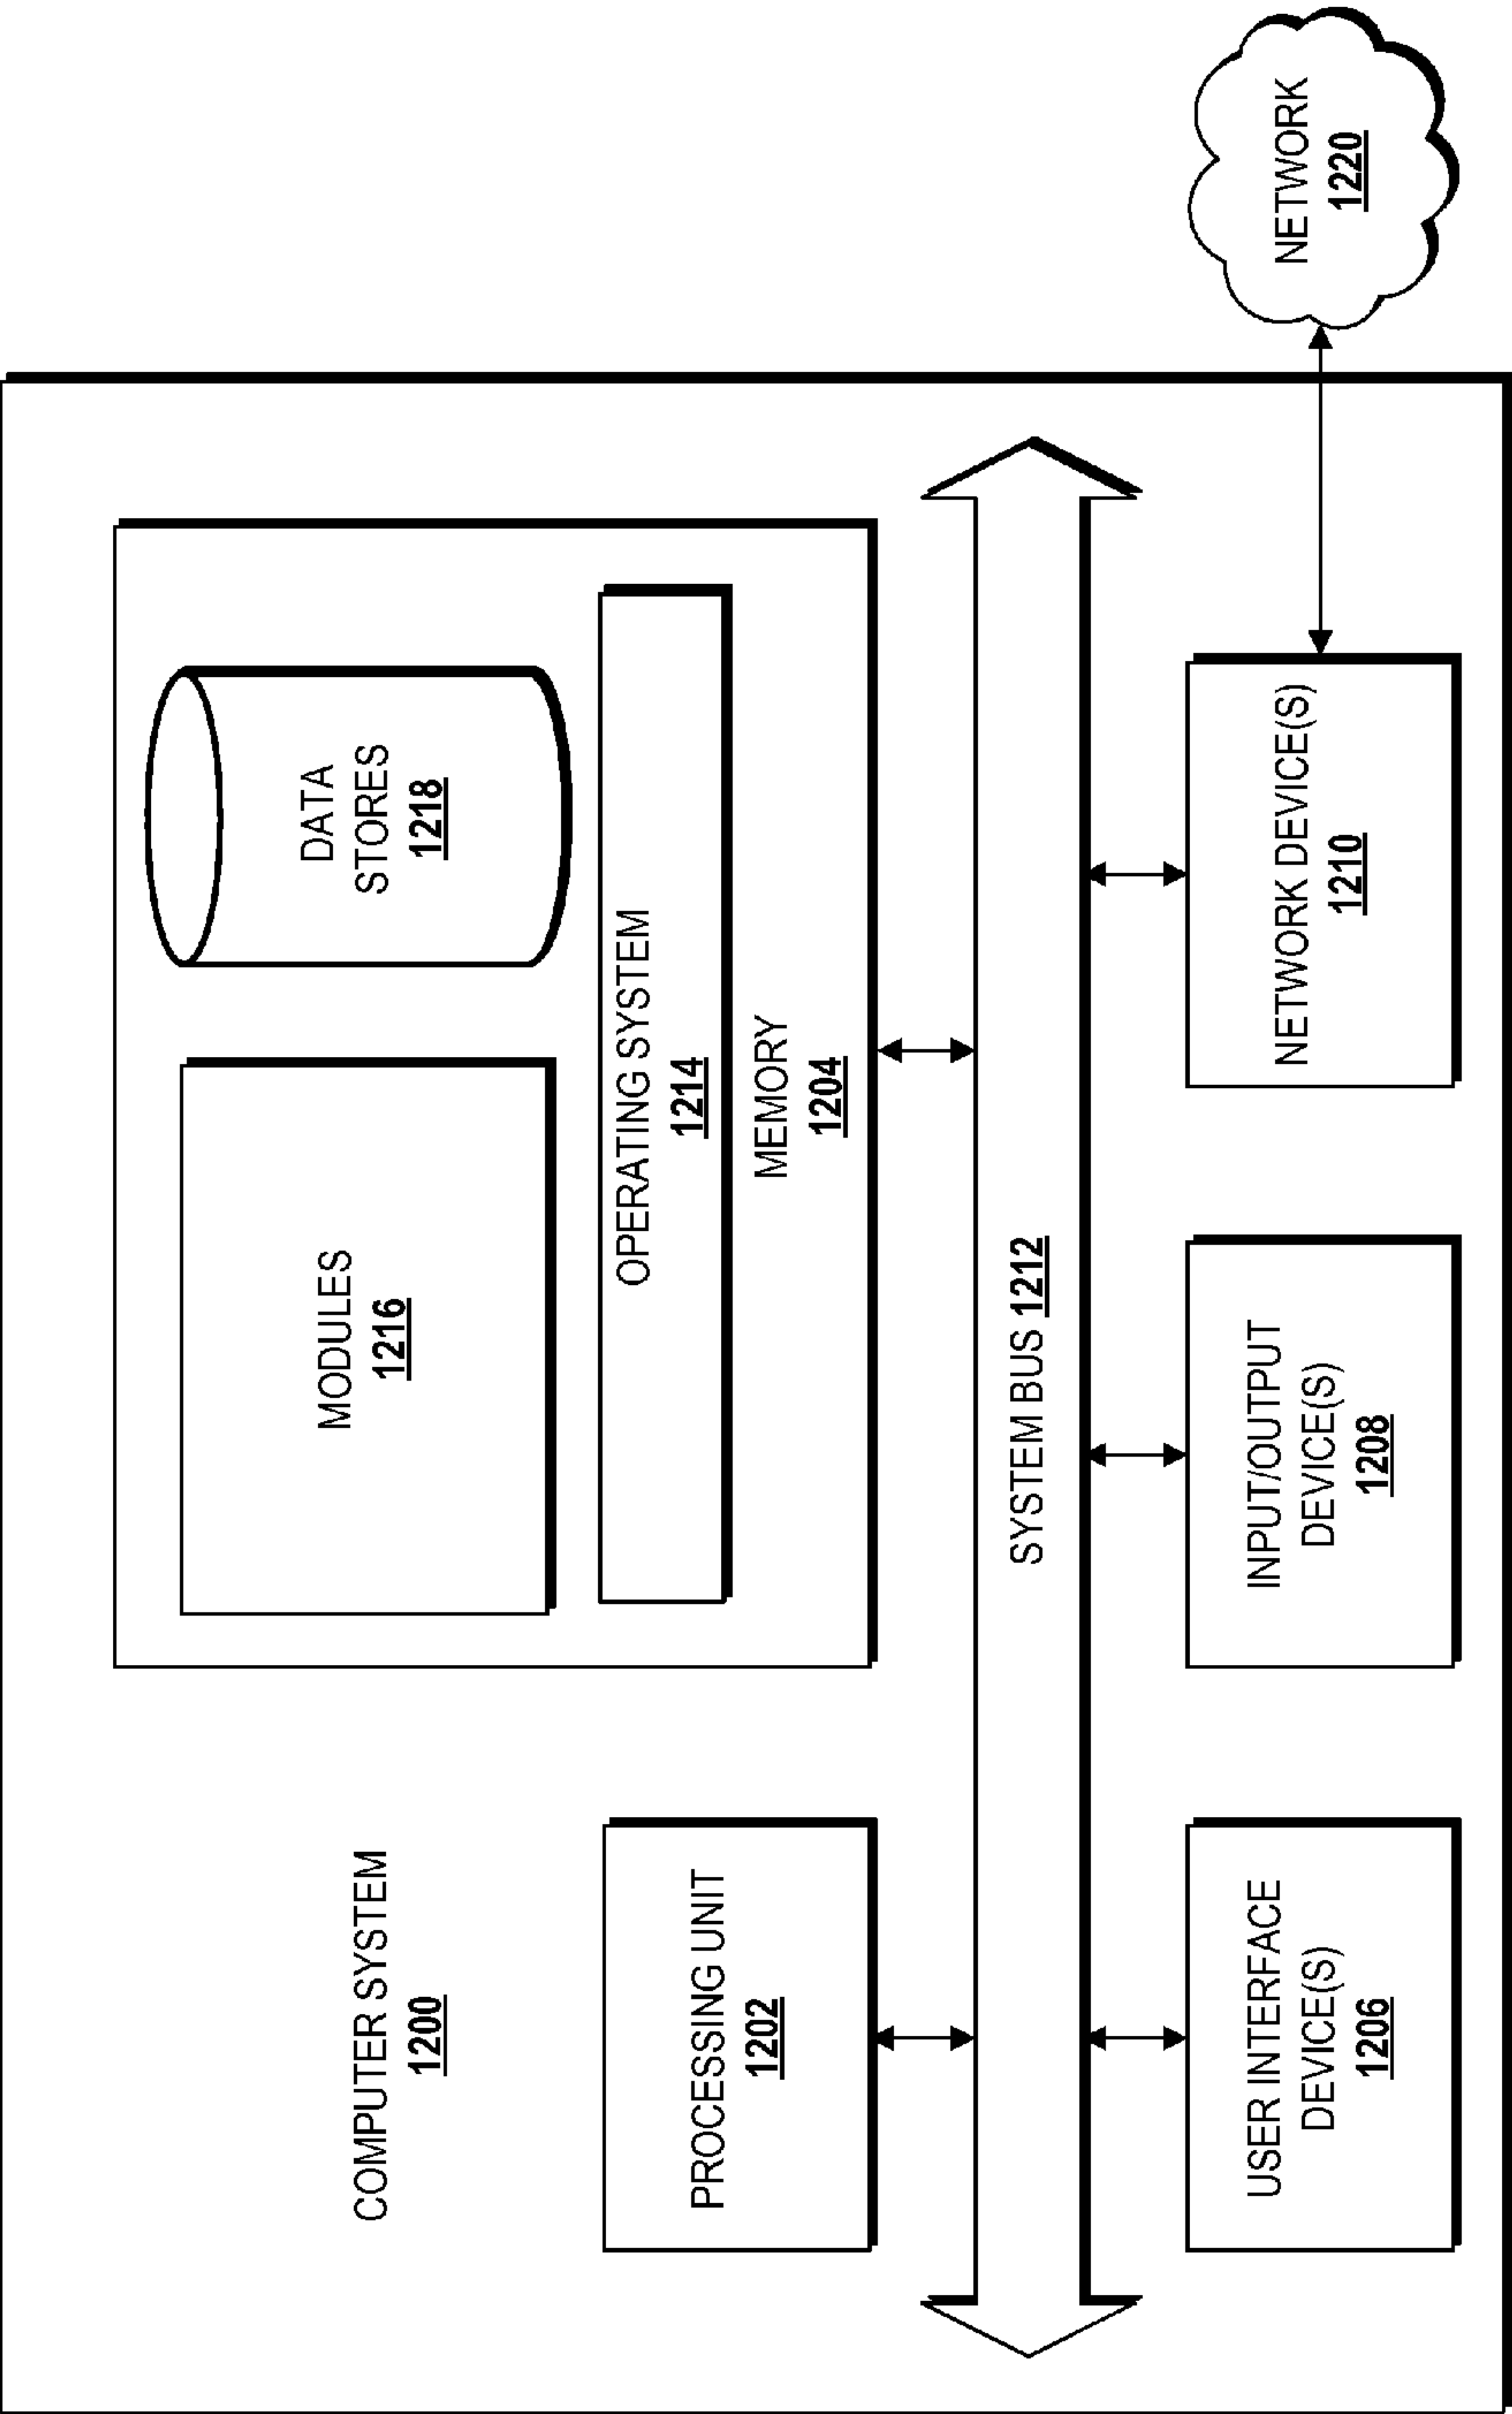 COMPUTER SYSTEM
1200
PROCESSING UNIT
1202
MODULES
1216
DATA
STORES
1218
OPERATING SYSTEM
1214
MEMORY
1204
SYSTEM BUS 1212
USER INTERFACE
DEVICE(S)
1206
INPUT/OUTPUT
DEVICE(S)
1208
NETWORK DEVICE(S)
1210
NETWORK
1220